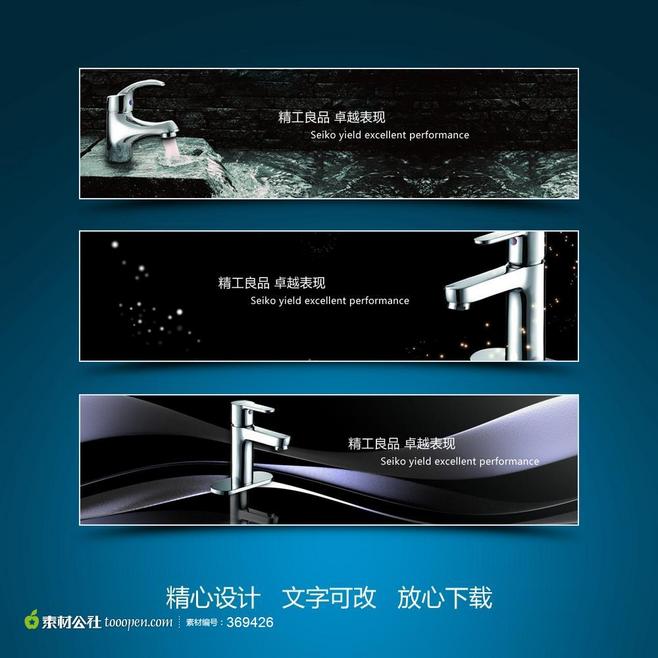 精工良品 卓越表现
Seiko yield excellent performance
精工良品 卓越表现
Seiko yield excellent performance
精工良品 卓越表现
Seiko yield excellent performance
精心设计 文字可改 放心下载
素材公社 tooopen.com 素材编号：369426